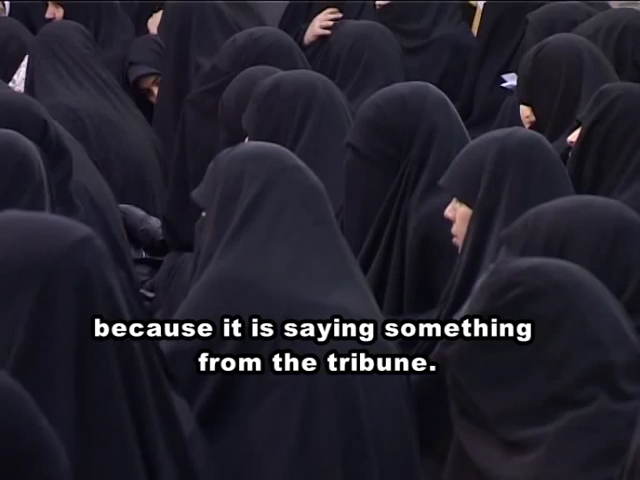 because it is saying something
from the tribune.